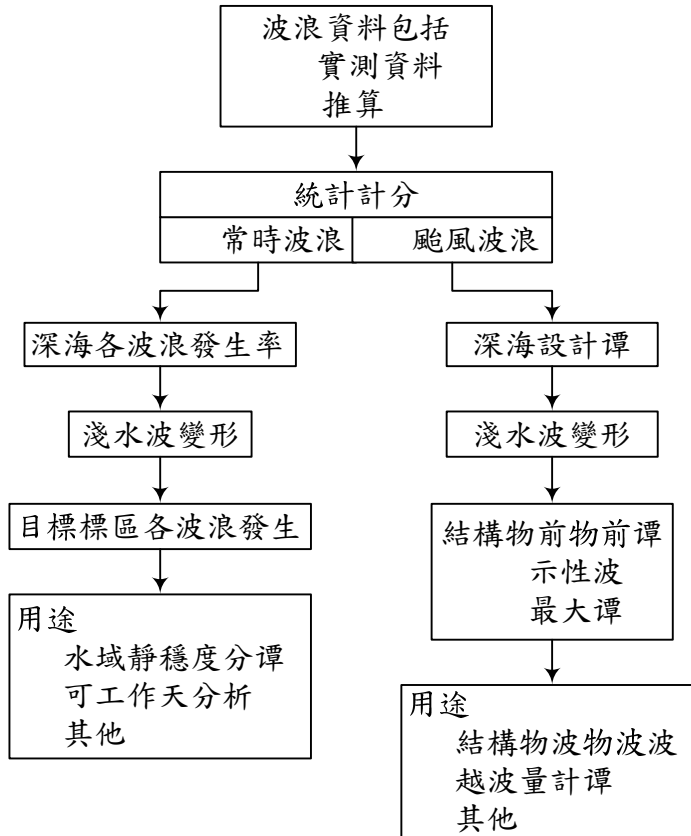 波浪資料包括
實測資料
推算
統計計分
常時波浪
颱風波浪
深海各波浪發生率
深海設計谭
淺水波變形
淺水波變形
目標標區各波浪發生
結構物前物前谭
示性波
最大谭
用途
水域靜穩度分谭
可工作天分析
其他
用途
結構物波物波波
越波量計谭
其他